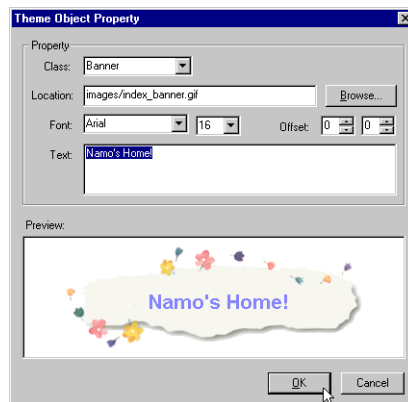 Theme Object Property
Property
Class: Banner
Location: images/index_banner.gif Browse...
Font: Arial 16 Offset: 0 0
Text: Namo's Home!
Preview:
Namo's Home!
OK Cancel